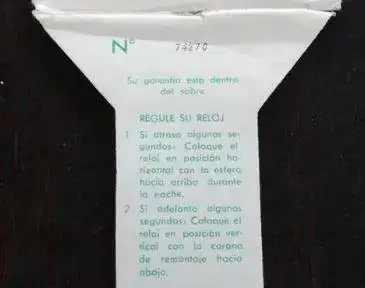 Nº 74270
Su garantía esta dentro
del sobre
REGULE SU RELOJ
1 Si atrasa algunos se-
gundos: Coloque el
reloj en posición ho-
rizontal con la esfera
hacia arriba durante
la noche.
2 Si adelanta algunos
segundos: Coloque el
reloj en posición ver-
tical con la corona
de remontaje hacia
abajo.